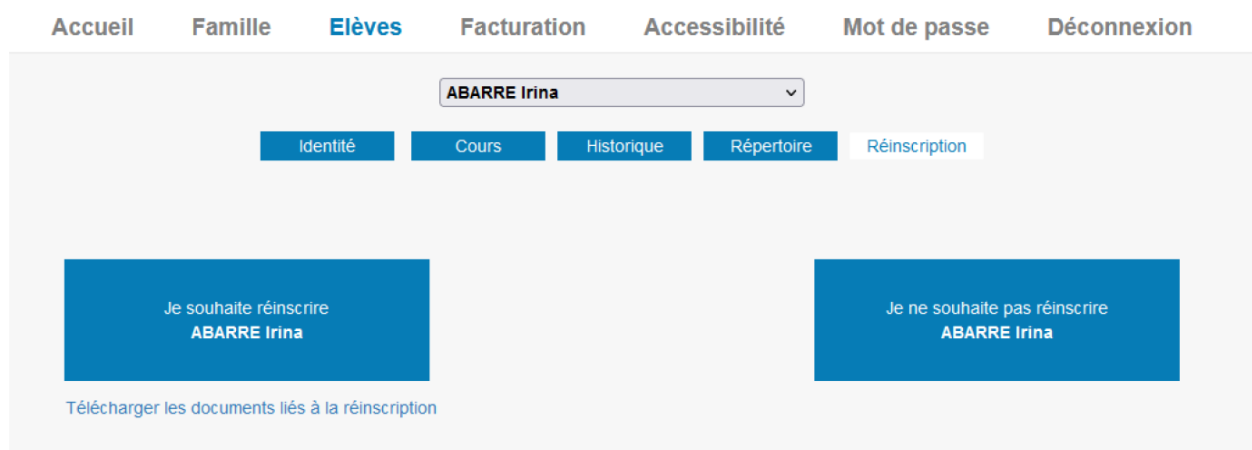 Accueil Famille Elèves Facturation Accessibilité Mot de passe Déconnexion
ABARRE Irina
Identité Cours Historique Répertoire Réinscription
Je souhaite réinscrire
ABARRE Irina
Je ne souhaite pas réinscrire
ABARRE Irina
Télécharger les documents liés à la réinscription